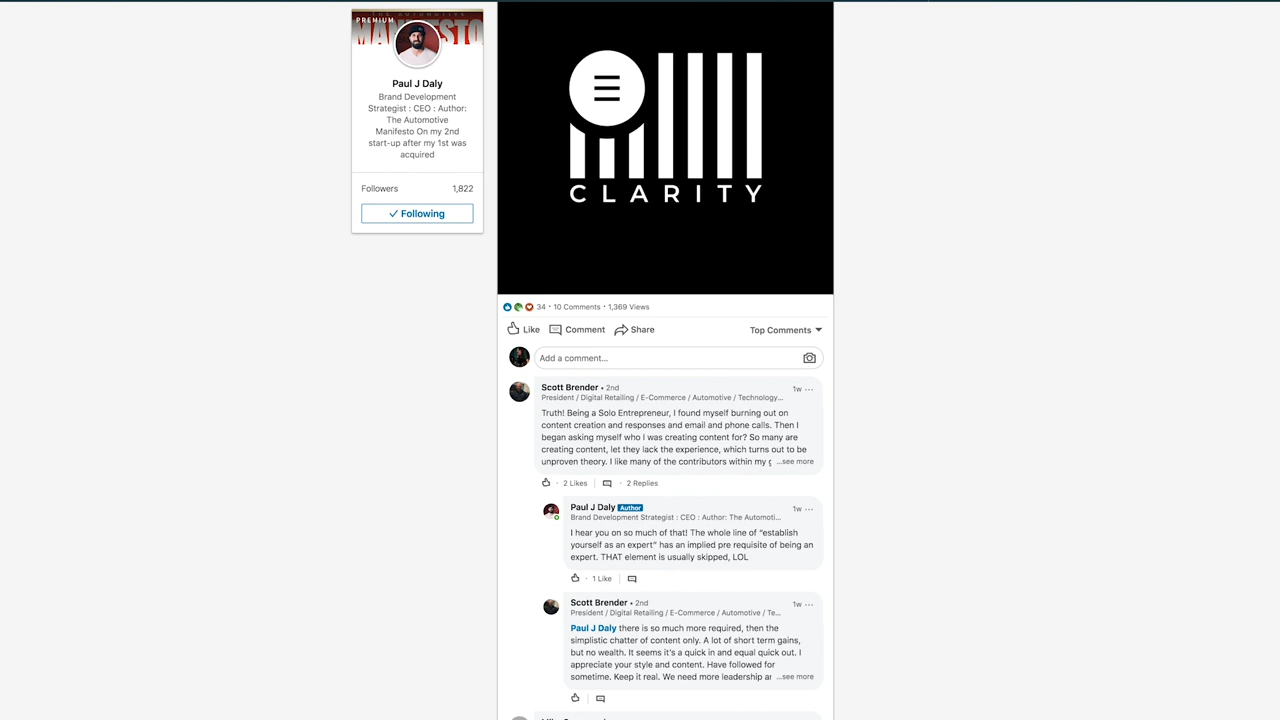 THE AUTOMOTIVE
PREMIUM
MANIFESTO
Paul J Daly
Brand Development
Strategist : CEO : Author:
The Automotive
Manifesto On my 2nd
start-up after my 1st was
acquired
Followers 1,822
Following
CLARITY
34 · 10 Comments · 1,369 Views
Like Comment Share Top Comments
Add a comment...
Scott Brender • 2nd 1w ...
President / Digital Retailing / E-Commerce / Automotive / Technology...
Truth! Being a Solo Entrepreneur, I found myself burning out on
content creation and responses and email and phone calls. Then I
began asking myself who I was creating content for? So many are
creating content, let they lack the experience, which turns out to be
unproven theory. I like many of the contributors within my ...see more
· 2 Likes · 2 Replies
Paul J Daly Author 1w ...
Brand Development Strategist : CEO : Author: The Automoti...
I hear you on so much of that! The whole line of "establish
yourself as an expert" has an implied pre requisite of being an
expert. THAT element is usually skipped, LOL
· 1 Like
Scott Brender • 2nd 1w ...
President / Digital Retailing / E-Commerce / Automotive / Te...
Paul J Daly there is so much more required, then the
simplistic chatter of content only. A lot of short term gains,
but no wealth. It seems it's a quick in and equal quick out. I
appreciate your style and content. Have followed for
sometime. Keep it real. We need more leadership ...see more